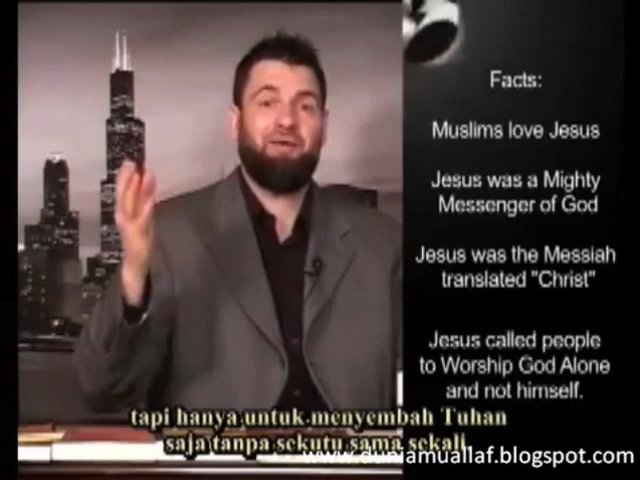 Facts:
Muslims love Jesus
Jesus was a Mighty
Messenger of God
Jesus was the Messiah
translated "Christ"
Jesus called people
to Worship God Alone
and not himself.
tapi hanya untuk menyembah Tuhan
saja tanpa sekutu sama sekali
www.duniamuallaf.blogspot.com